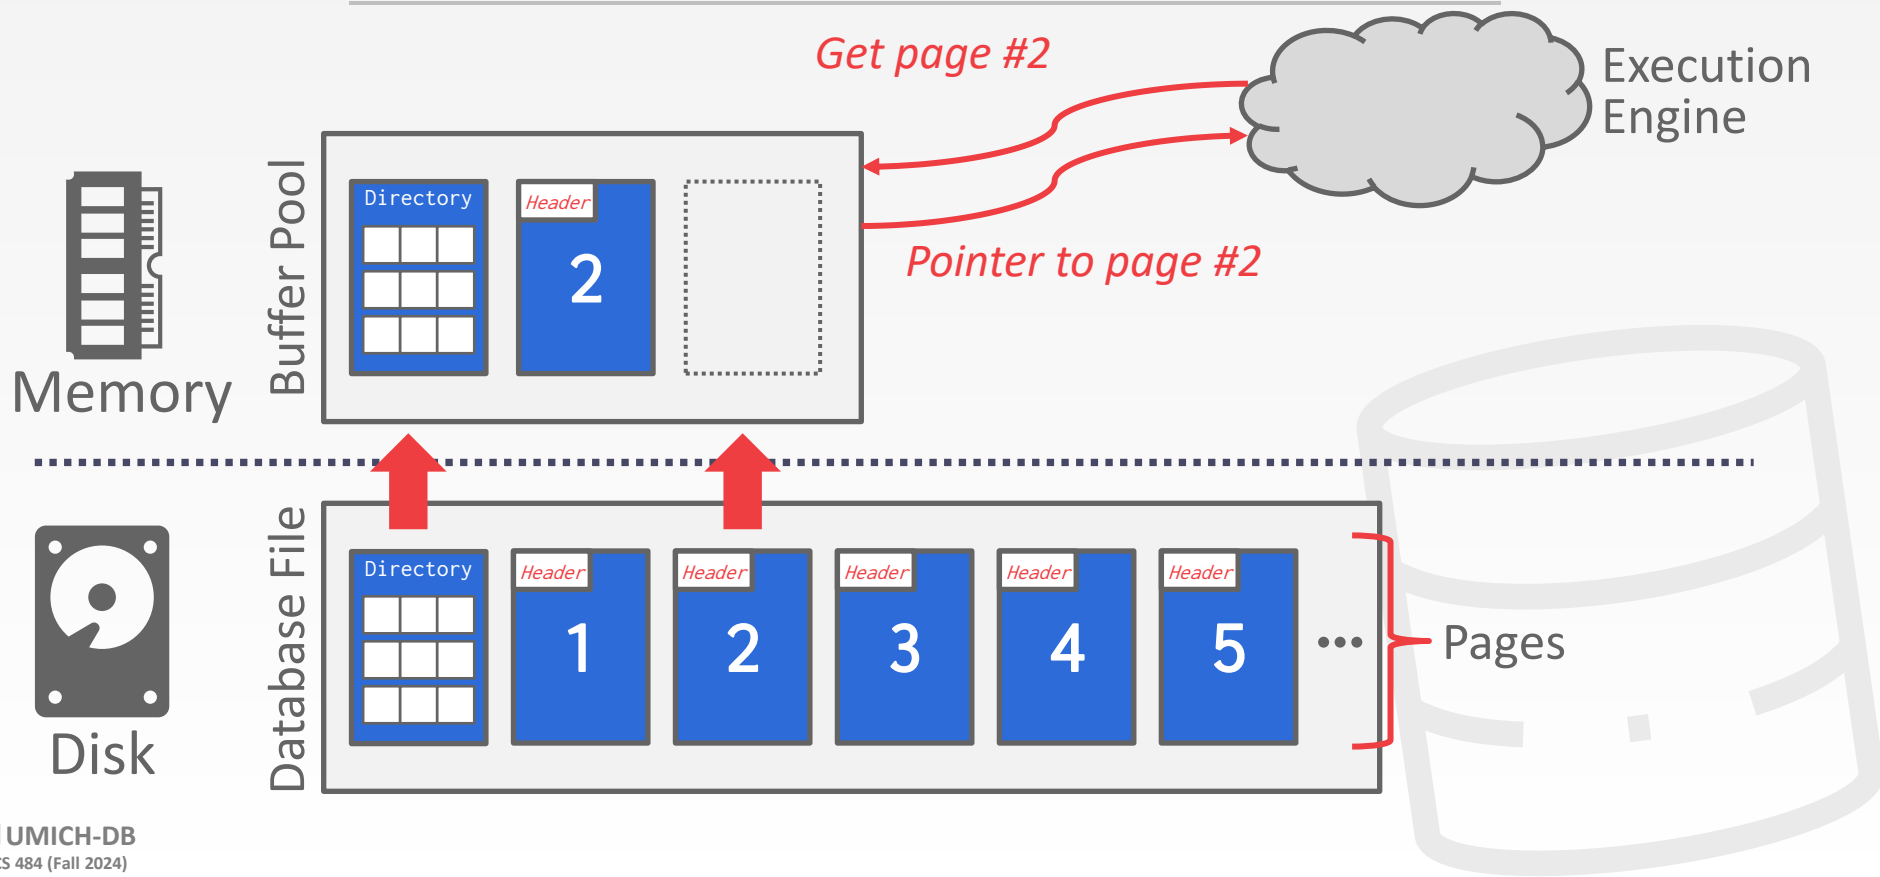 Get page #2
Execution
Engine
Buffer Pool
Directory
Header
2
Pointer to page #2
Memory
Database File
Directory
Header
1
Header
2
Header
3
Header
4
Header
5
...
Pages
Disk
UMICH-DB
CS 484 (Fall 2024)